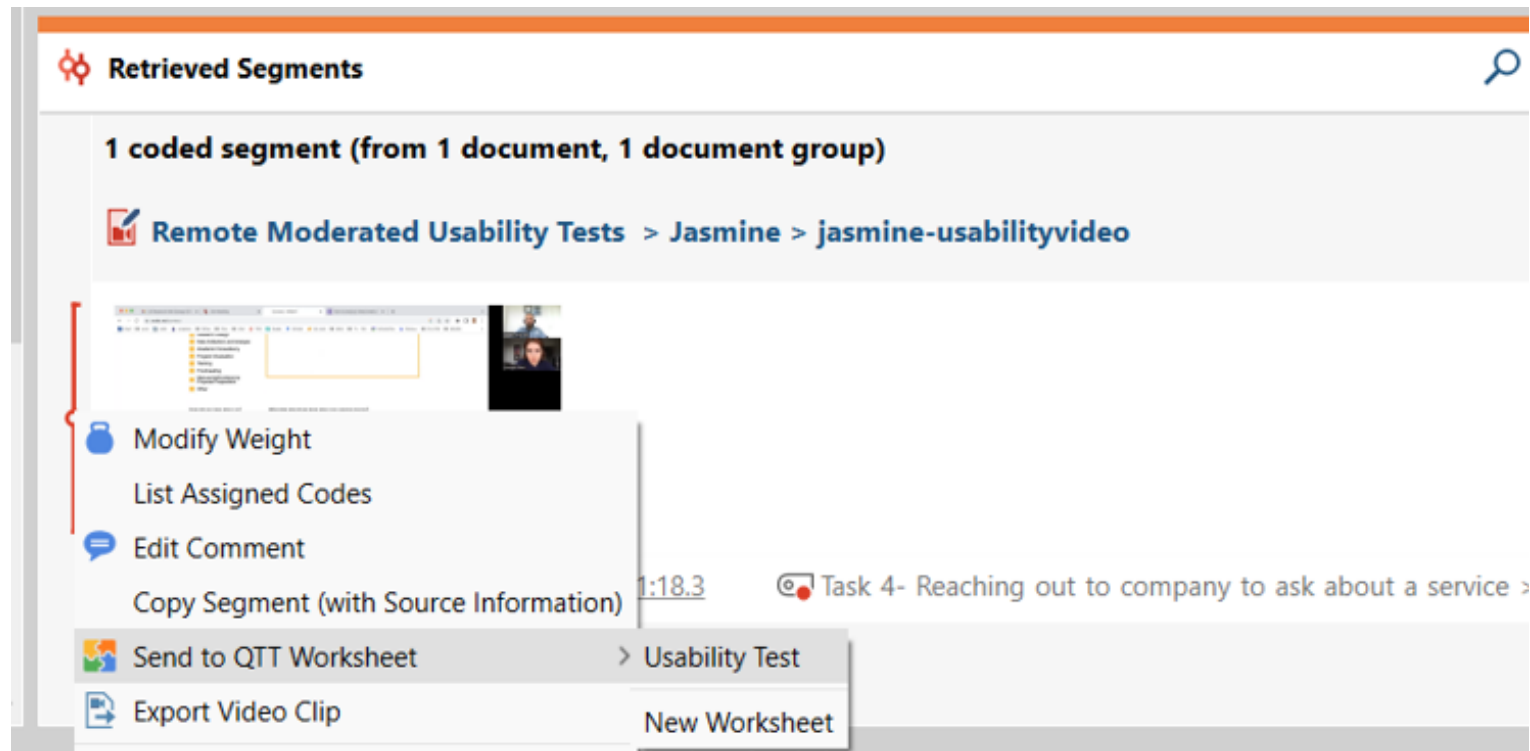 Retrieved Segments
1 coded segment (from 1 document, 1 document group)
Remote Moderated Usability Tests > Jasmine > jasmine-usabilityvideo
Modify Weight
List Assigned Codes
Edit Comment
Copy Segment (with Source Information)
1:18.3 Task 4- Reaching out to company to ask about a service >
Send to QTT Worksheet > Usability Test
Export Video Clip
New Worksheet